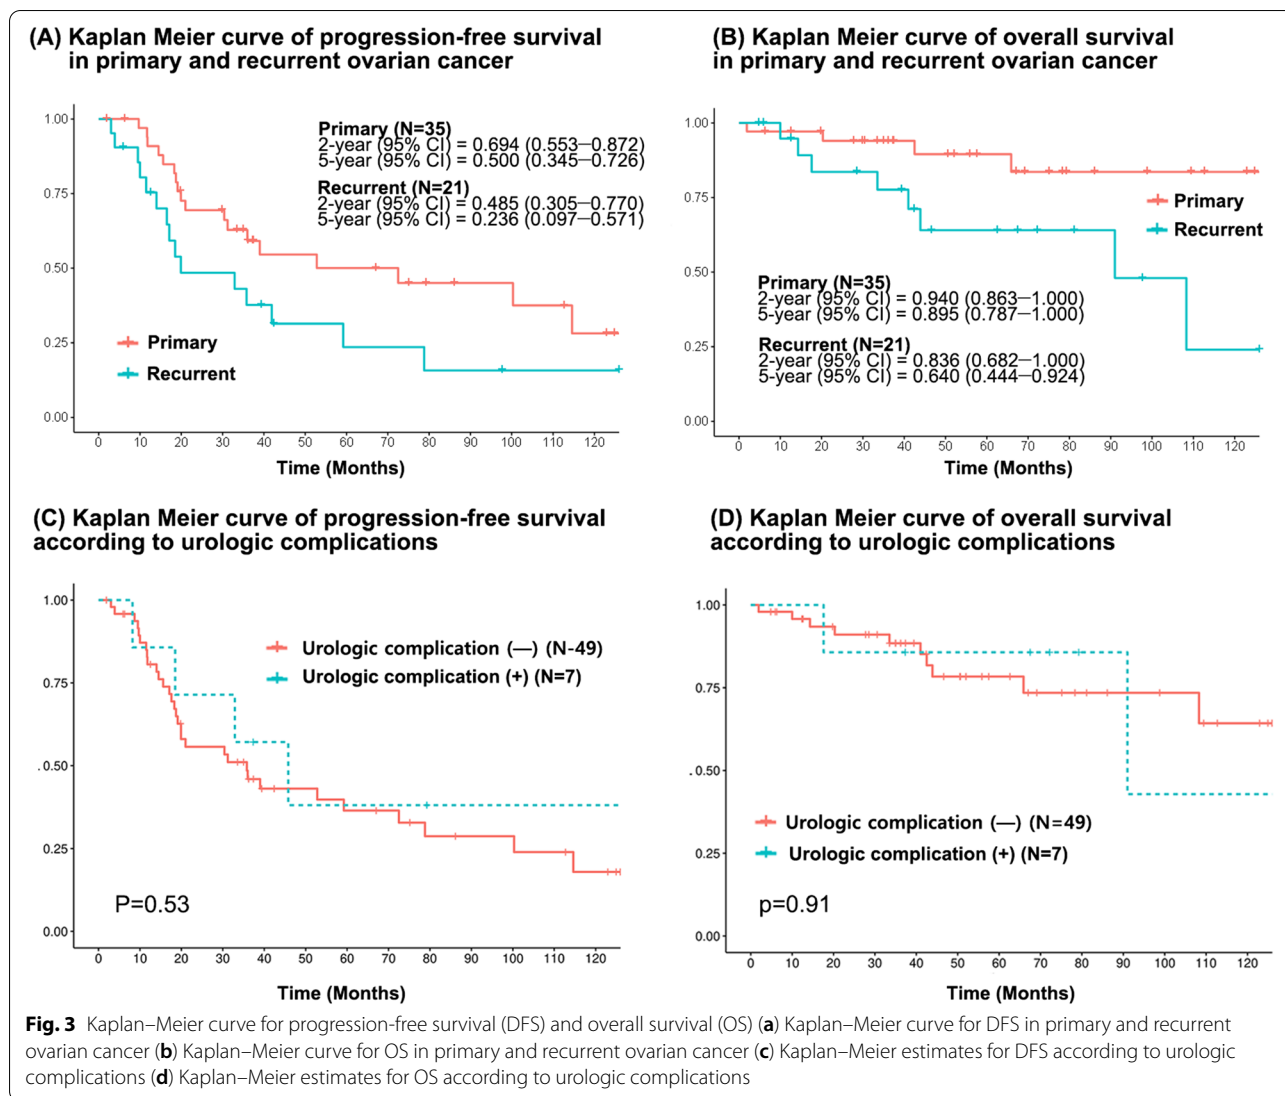 (A) Kaplan Meier curve of progression-free survival
in primary and recurrent ovarian cancer
1.00
0.75
0.50
0.25
0.00
Primary (N=35)
2-year (95% CI) = 0.694 (0.553—0.872)
5-year (95% CI) = 0.500 (0.345—0.726)
Recurrent (N=21)
2-year (95% CI) = 0.485 (0.305—0.770)
5-year (95% CI) = 0.236 (0.097—0.571)
Primary
Recurrent
0 10 20 30 40 50 60 70 80 90 100 110 120
Time (Months)
(B) Kaplan Meier curve of overall survival
in primary and recurrent ovarian cancer
1.00
0.75
0.50
0.25
0.00
Primary
Recurrent
Primary (N=35)
2-year (95% CI) = 0.940 (0.863—1.000)
5-year (95% CI) = 0.895 (0.787—1.000)
Recurrent (N=21)
2-year (95% CI) = 0.836 (0.682—1.000)
5-year (95% CI) = 0.640 (0.444—0.924)
0 10 20 30 40 50 60 70 80 90 100 110 120
Time (Months)
(C) Kaplan Meier curve of progression-free survival
according to urologic complications
1.00
0.75
.0.50
0.25
0.00
Urologic complication (—) (N-49)
Urologic complication (+) (N=7)
P=0.53
0 10 20 30 40 50 60 70 80 90 100 110 120
Time (Months)
(D) Kaplan Meier curve of overall survival
according to urologic complications
1.00
0.75
.0.50
0.25
0.00
Urologic complication (—) (N=49)
Urologic complication (+) (N=7)
p=0.91
0 10 20 30 40 50 60 70 80 90 100 110 120
Time (Months)
Fig. 3 Kaplan–Meier curve for progression-free survival (DFS) and overall survival (OS) (a) Kaplan–Meier curve for DFS in primary and recurrent
ovarian cancer (b) Kaplan–Meier curve for OS in primary and recurrent ovarian cancer (c) Kaplan–Meier estimates for DFS according to urologic
complications (d) Kaplan–Meier estimates for OS according to urologic complications